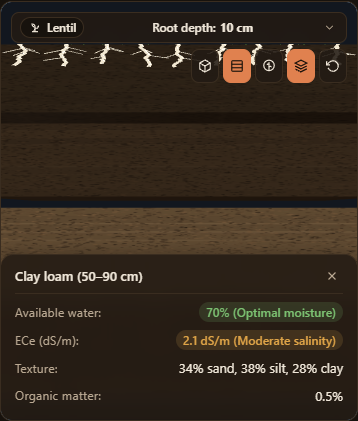 Lentil
Root depth: 10 cm
Clay loam (50–90 cm)
Available water: 70% (Optimal moisture)
ECe (dS/m): 2.1 dS/m (Moderate salinity)
Texture: 34% sand, 38% silt, 28% clay
Organic matter: 0.5%